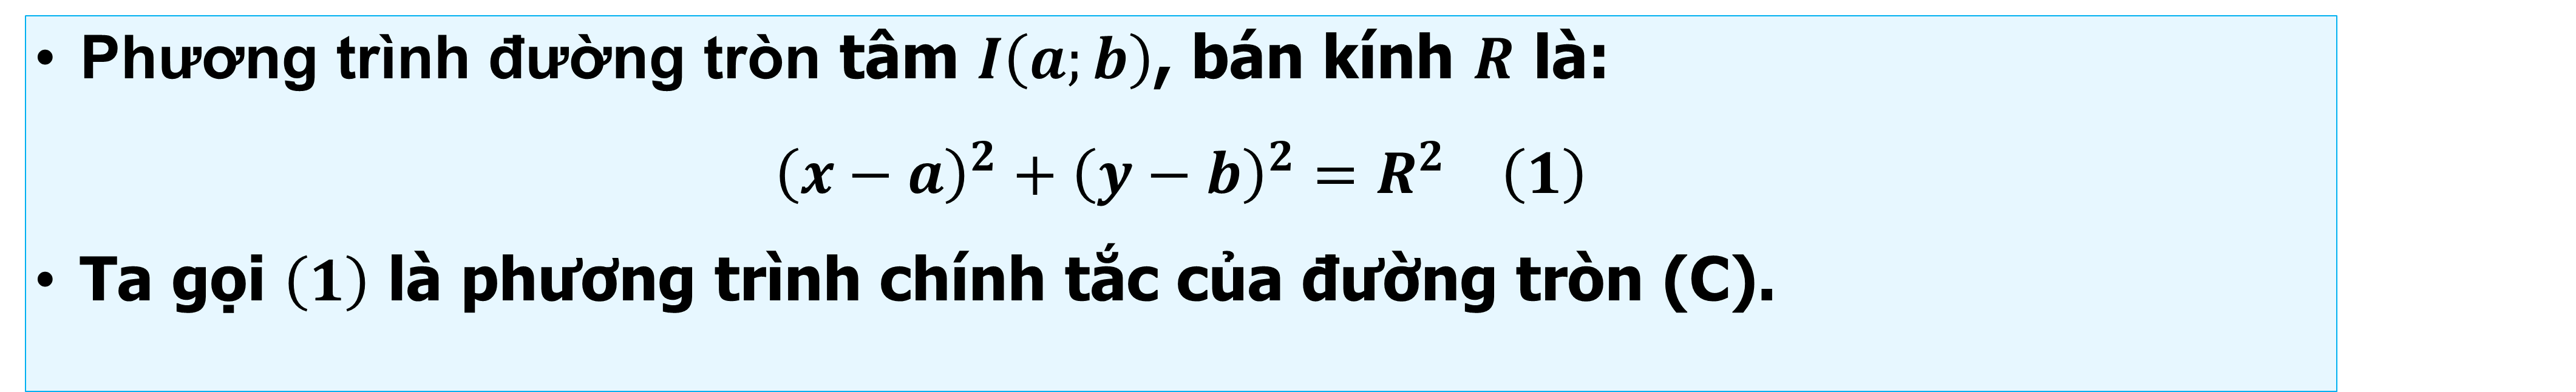 • Phương trình đường tròn tâm I(a; b), bán kính R là:
(x − a)² + (y − b)² = R² (1)
• Ta gọi (1) là phương trình chính tắc của đường tròn (C).